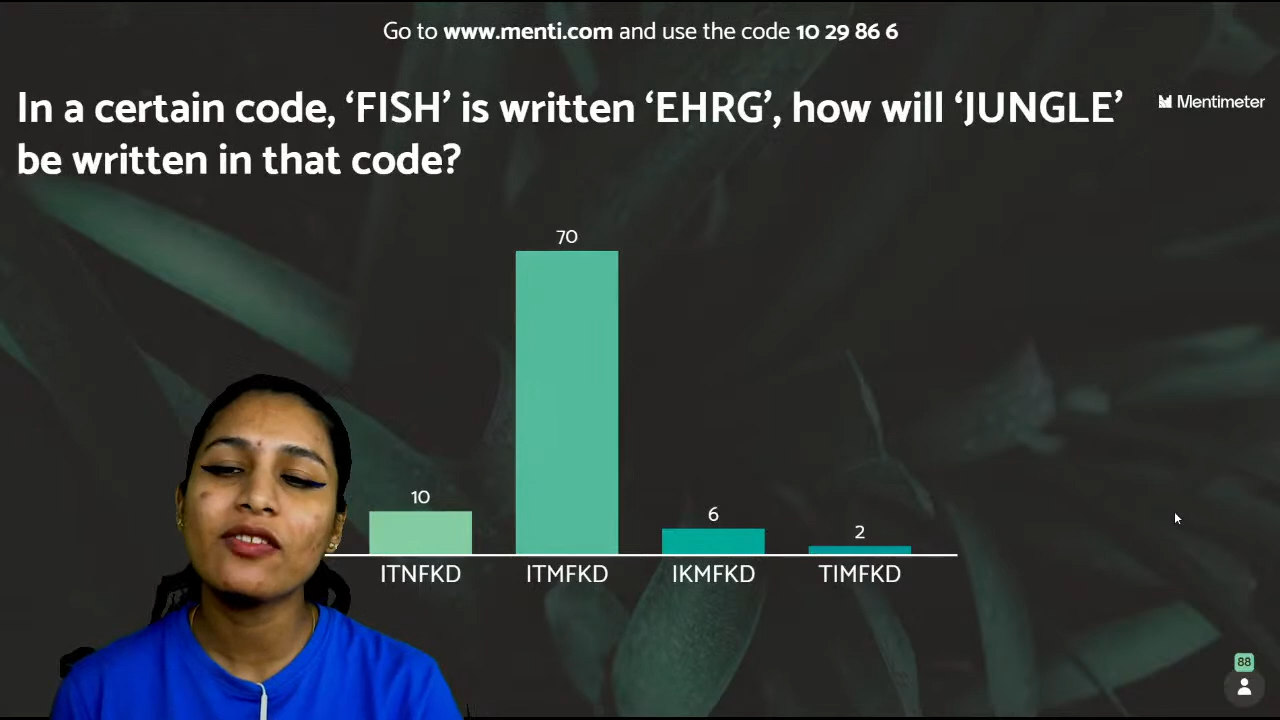 Go to www.menti.com and use the code 10 29 86 6
In a certain code, ‘FISH’ is written ‘EHRG’, how will ‘JUNGLE’
be written in that code?
Mentimeter
70
10
6
2
ITNFKD
ITMFKD
IKMFKD
TIMFKD
88